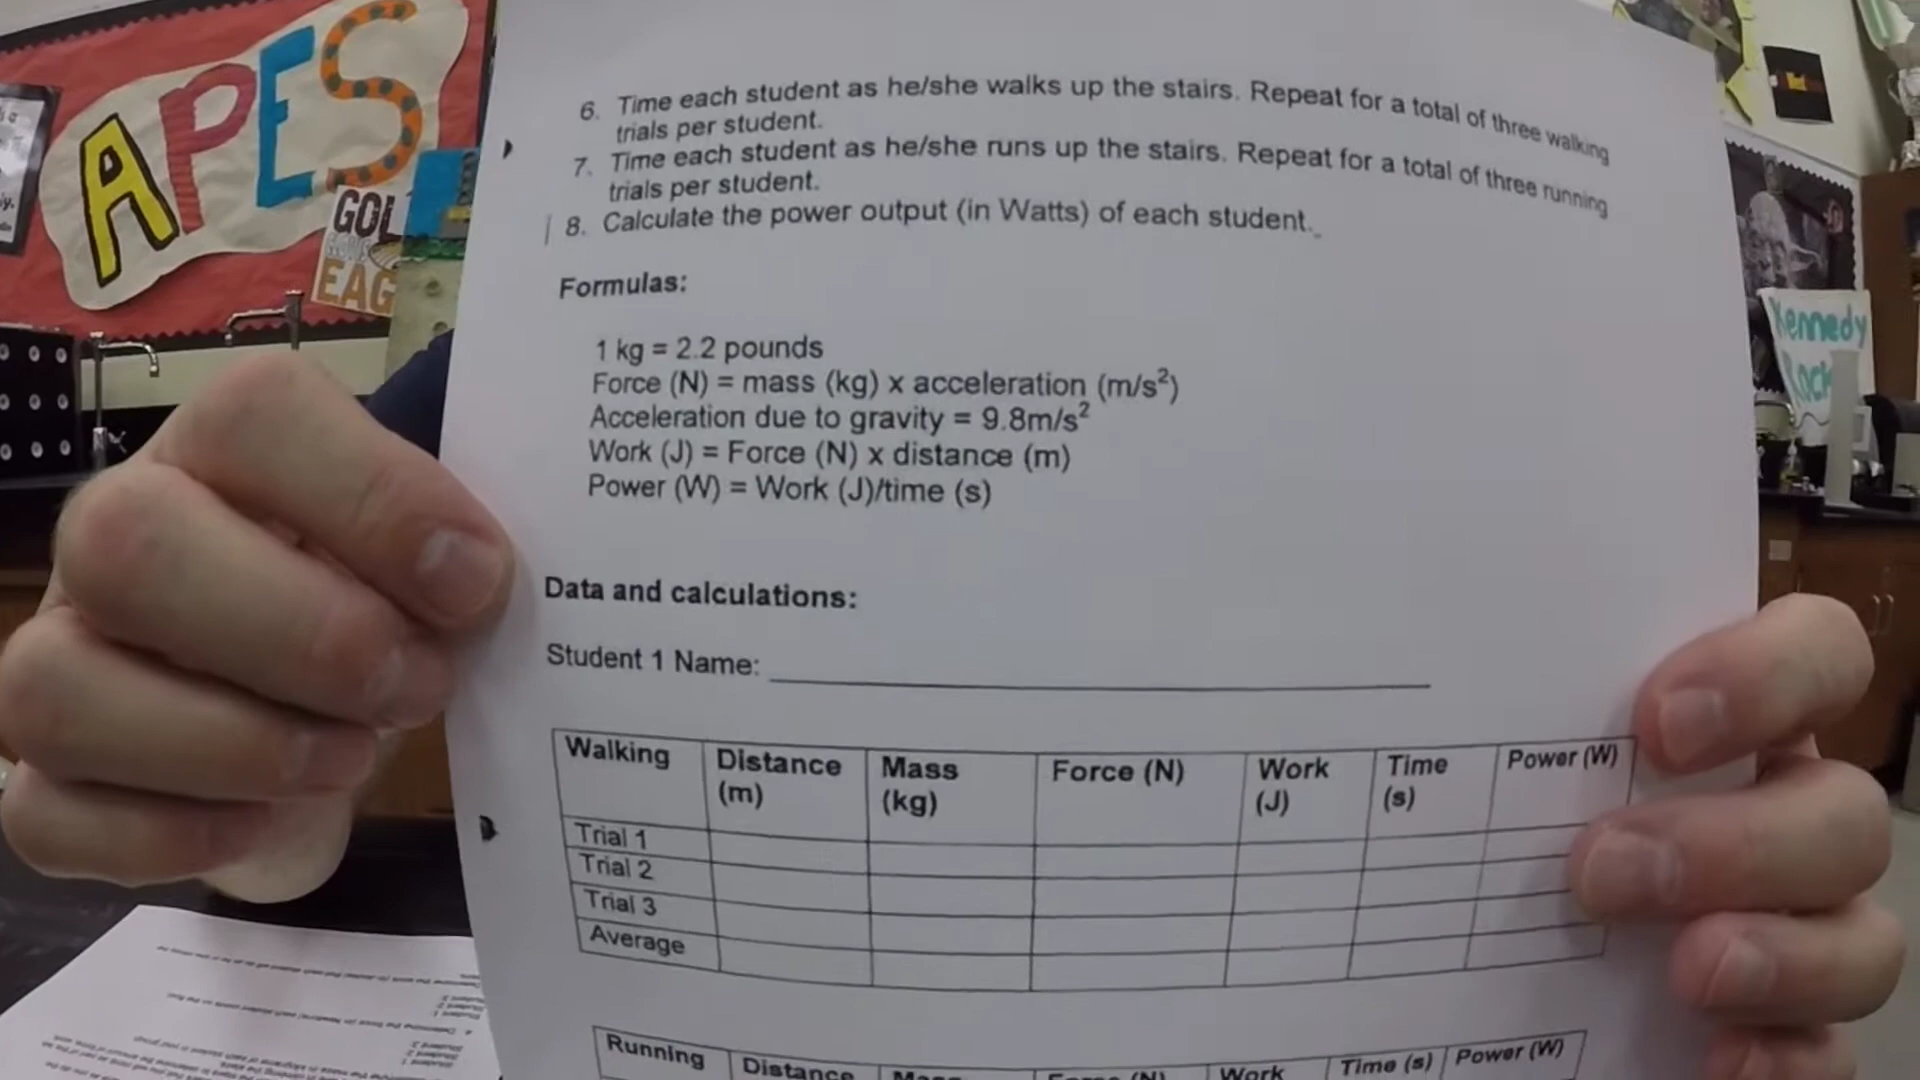 APES
GOL
EAG
Kennedy
Rock
6. Time each student as he/she walks up the stairs. Repeat for a total of three walking
trials per student.
7. Time each student as he/she runs up the stairs. Repeat for a total of three running
trials per student.
8. Calculate the power output (in Watts) of each student.
Formulas:
1 kg = 2.2 pounds
Force (N) = mass (kg) x acceleration (m/s²)
Acceleration due to gravity = 9.8m/s²
Work (J) = Force (N) x distance (m)
Power (W) = Work (J)/time (s)
Data and calculations:
Student 1 Name:
Walking Distance (m) Mass (kg) Force (N) Work (J) Time (s) Power (W)
Trial 1
Trial 2
Trial 3
Average
Running Distance Mass Force (N) Work Time (s) Power (W)